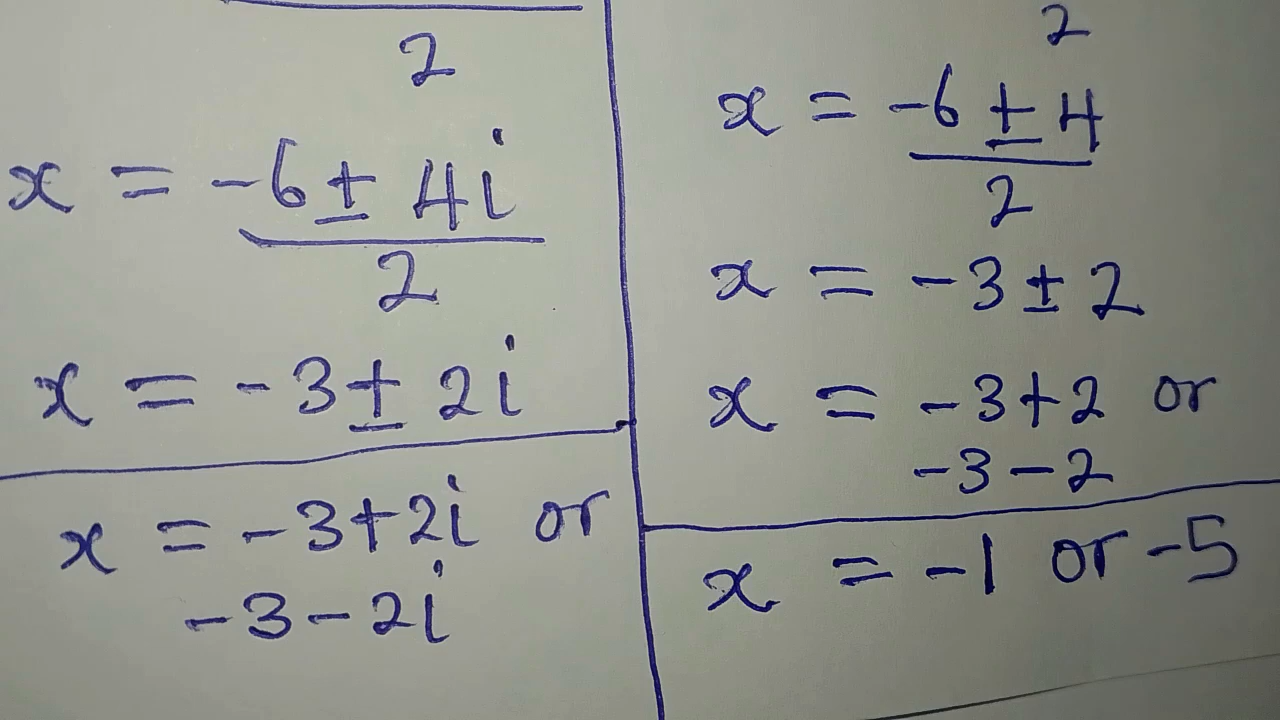 2
x = -6 ± 4i
2
x = -3 ± 2i
x = -3+2i or
-3-2i
2
x = -6 ± 4
2
x = -3 ± 2
x = -3+2 or
-3-2
x = -1 or -5